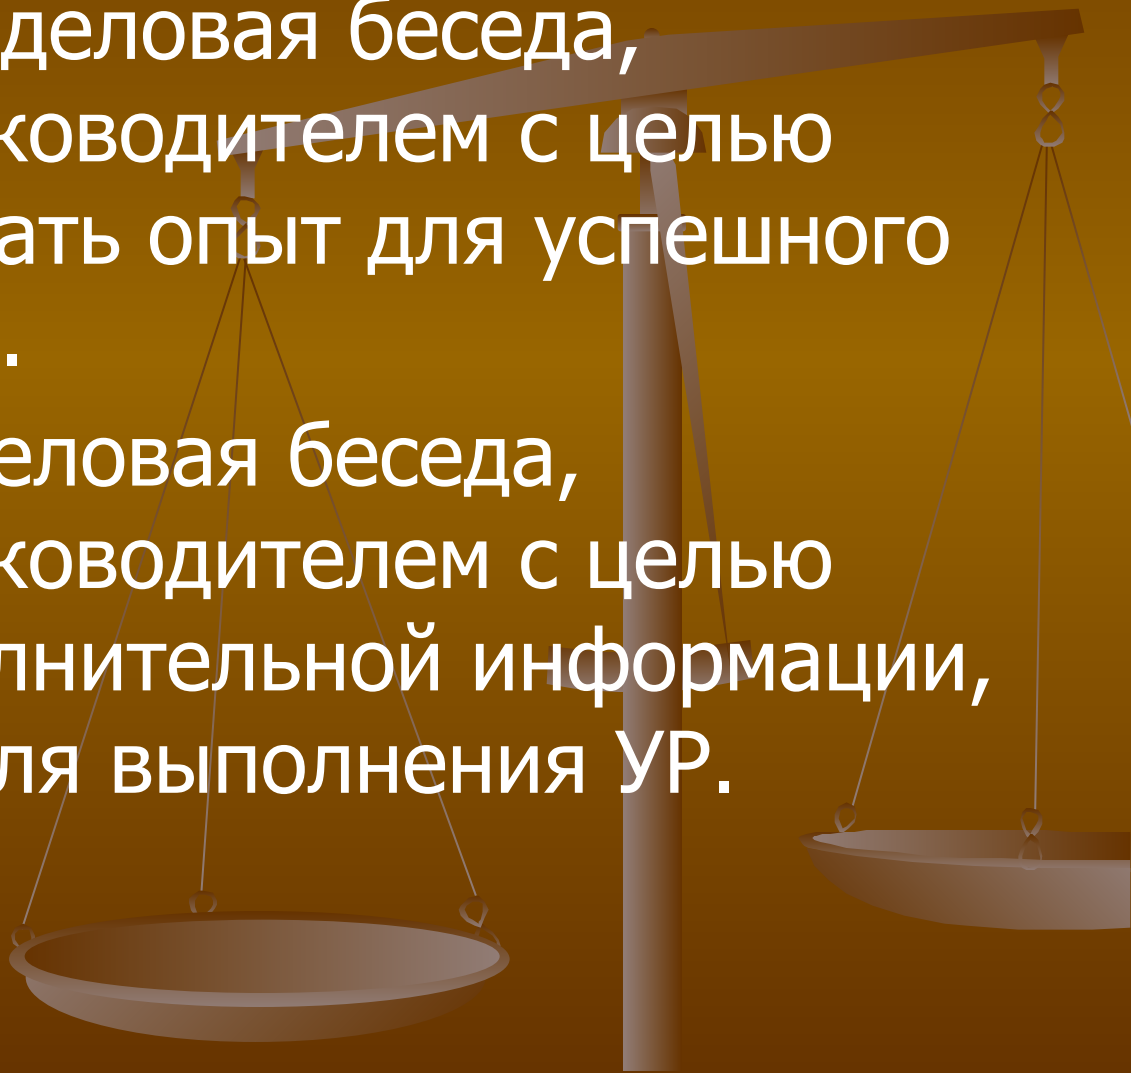 деловая беседа,
ководителем с целью
ать опыт для успешного
.
еловая беседа,
ководителем с целью
лнительной информации,
ля выполнения УР.